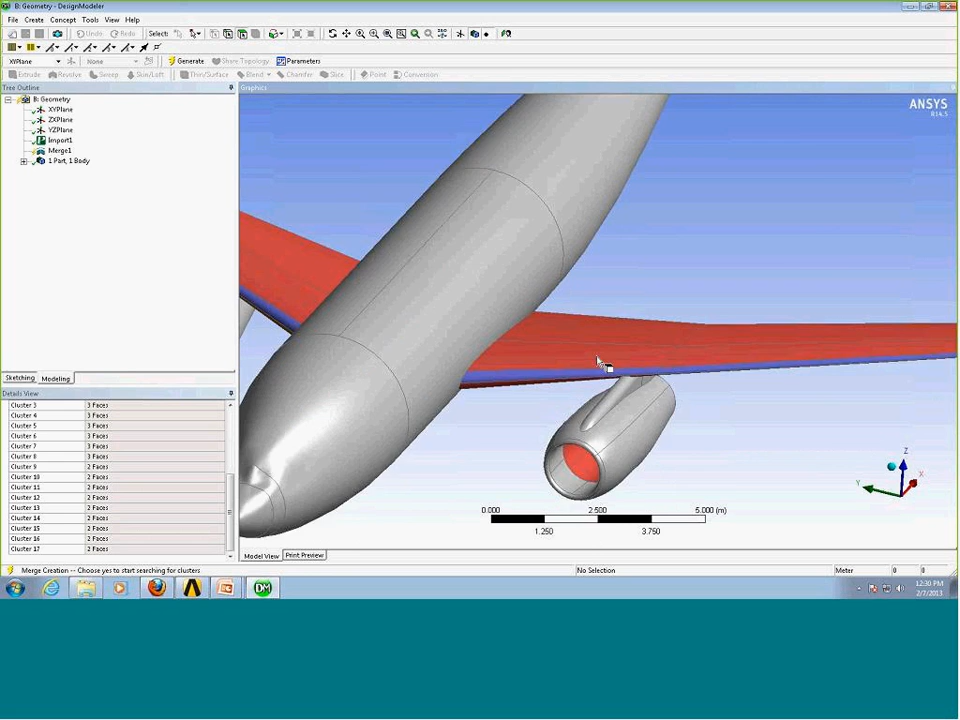 B: Geometry - DesignModeler
File Create Concept Tools View Help
Undo Redo Select:
XYPlane None Generate Share Topology Parameters
Extrude Revolve Sweep Skin/Loft Thin/Surface Blend Chamfer Slice Point Conversion
Tree Outline
B: Geometry
XYPlane
ZXPlane
YZPlane
Import1
Merge1
1 Part, 1 Body
Sketching Modeling
Details View
Cluster 3 3 Faces
Cluster 4 3 Faces
Cluster 5 3 Faces
Cluster 6 3 Faces
Cluster 7 3 Faces
Cluster 8 3 Faces
Cluster 9 2 Faces
Cluster 10 2 Faces
Cluster 11 2 Faces
Cluster 12 2 Faces
Cluster 13 2 Faces
Cluster 14 2 Faces
Cluster 15 2 Faces
Cluster 16 2 Faces
Cluster 17 2 Faces
Graphics
ANSYS
R14.5
Z
X
Y
0.000 2.500 5.000 (m)
1.250 3.750
Model View Print Preview
Merge Creation -- Choose yes to start searching for clusters No Selection Meter 0 0
DM
12:30 PM
2/7/2013